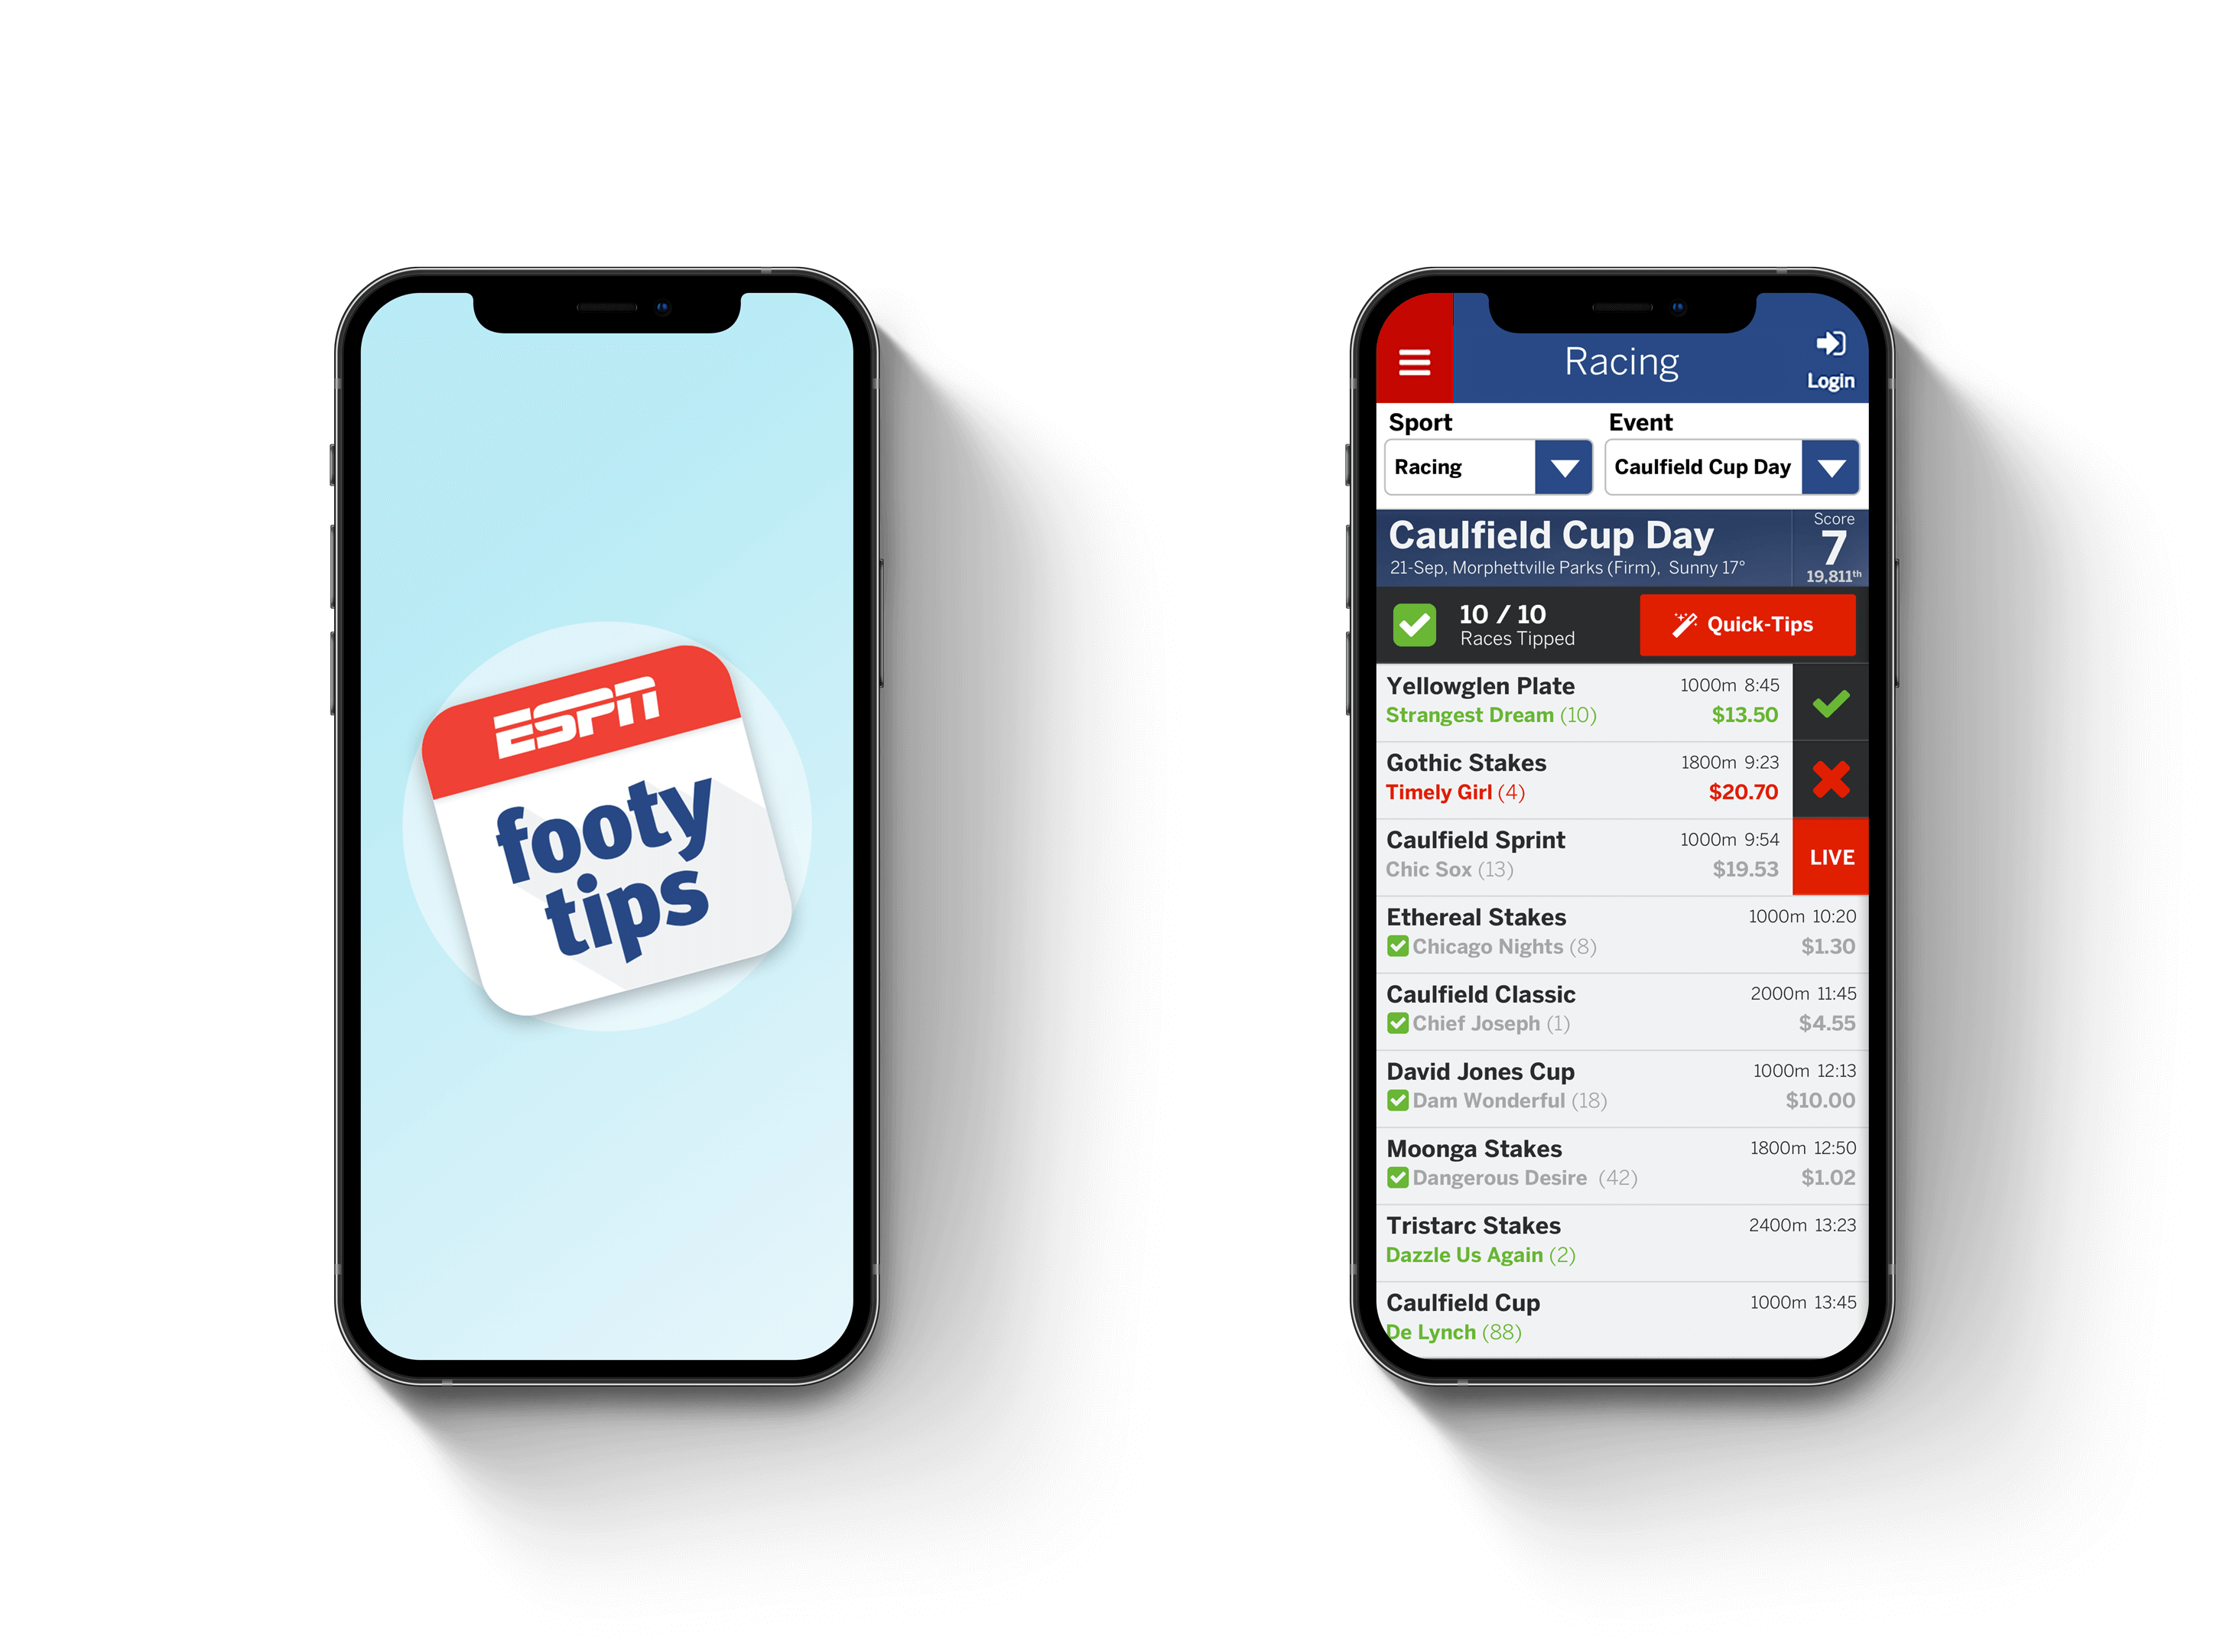 ESPN
footy
tips
Racing
Login
Sport
Event
Racing
Caulfield Cup Day
Caulfield Cup Day
21-Sep, Morphettville Parks (Firm), Sunny 17°
Score
7
19,811th
10 / 10
Races Tipped
Quick-Tips
Yellowglen Plate 1000m 8:45
Strangest Dream (10) $13.50
Gothic Stakes 1800m 9:23
Timely Girl (4) $20.70
Caulfield Sprint 1000m 9:54
Chic Sox (13) $19.53
LIVE
Ethereal Stakes 1000m 10:20
Chicago Nights (8) $1.30
Caulfield Classic 2000m 11:45
Chief Joseph (1) $4.55
David Jones Cup 1000m 12:13
Dam Wonderful (18) $10.00
Moonga Stakes 1800m 12:50
Dangerous Desire (42) $1.02
Tristarc Stakes 2400m 13:23
Dazzle Us Again (2)
Caulfield Cup 1000m 13:45
De Lynch (88)